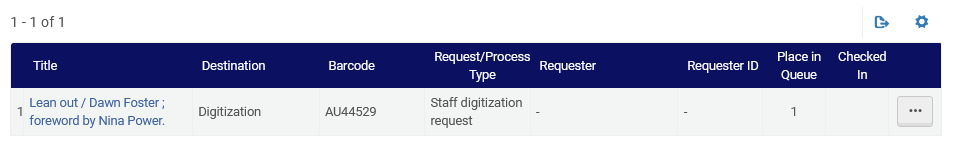 1 - 1 of 1
Title Destination Barcode Request/Process Type Requester Requester ID Place in Queue Checked In
1 Lean out / Dawn Foster ; foreword by Nina Power. Digitization AU44529 Staff digitization request - - 1